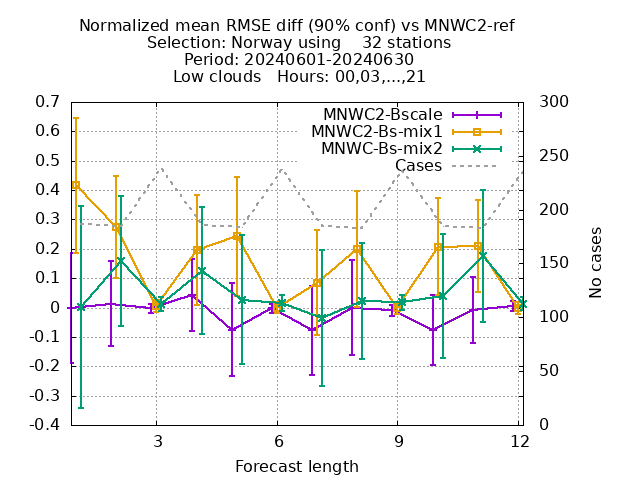 Normalized mean RMSE diff (90% conf) vs MNWC2-ref
Selection: Norway using 32 stations
Period: 20240601-20240630
Low clouds Hours: 00,03,...,21
MNWC2-Bscale
MNWC2-Bs-mix1
MNWC-Bs-mix2
Cases
0.7
0.6
0.5
0.4
0.3
0.2
0.1
0
-0.1
-0.2
-0.3
-0.4
300
250
200
150
100
50
0
No cases
3
6
9
12
Forecast length